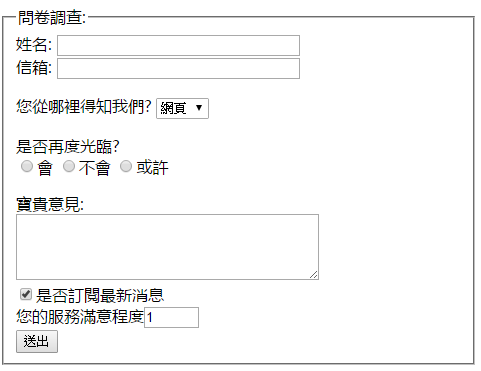 問卷調查:
姓名:
信箱:
您從哪裡得知我們? 網頁
是否再度光臨?
會 不會 或許
寶貴意見:
是否訂閱最新消息
您的服務滿意程度 1
送出